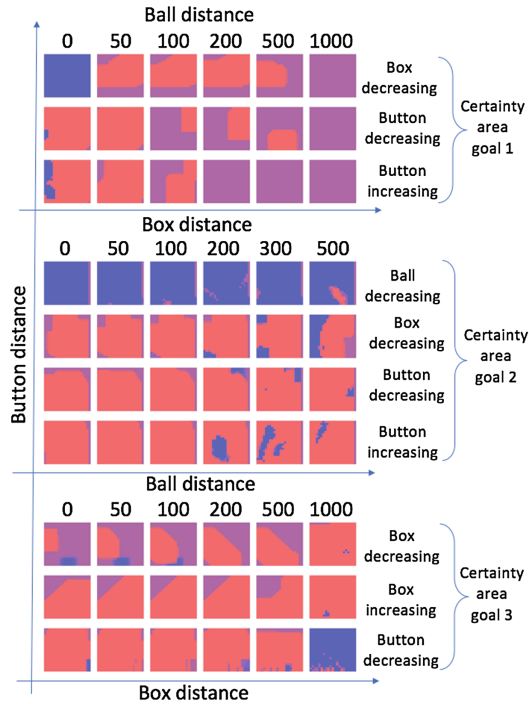 Ball distance
0 50 100 200 500 1000
Box
decreasing
Button
decreasing
Button
increasing
Certainty
area
goal 1
Box distance
0 50 100 200 300 500
Ball
decreasing
Box
decreasing
Button
decreasing
Button
increasing
Certainty
area
goal 2
Button distance
Ball distance
0 50 100 200 500 1000
Box
decreasing
Box
increasing
Button
decreasing
Certainty
area
goal 3
Box distance